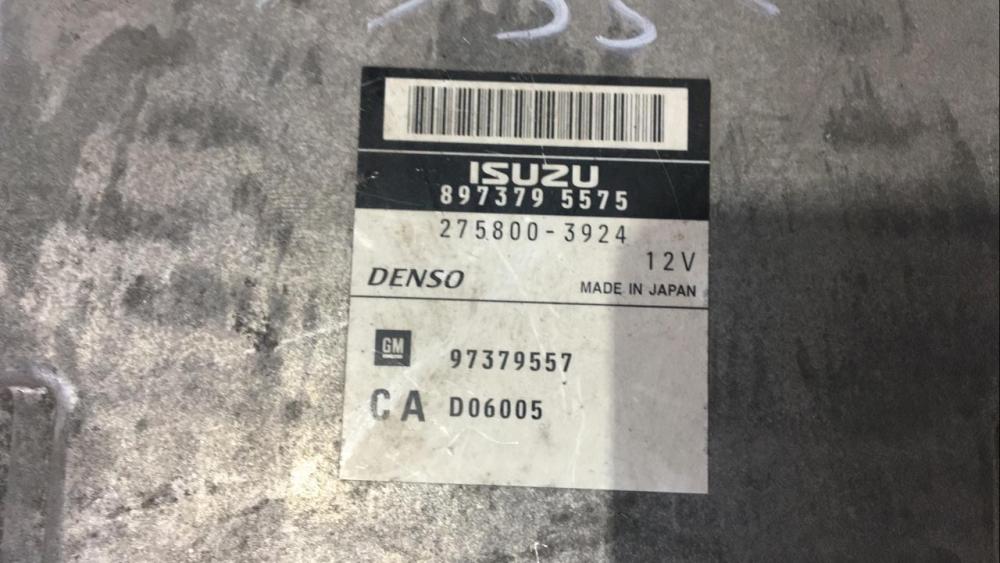 ISUZU
897379 5575
275800-3924
12V
DENSO
MADE IN JAPAN
GM
97379557
CA D06005